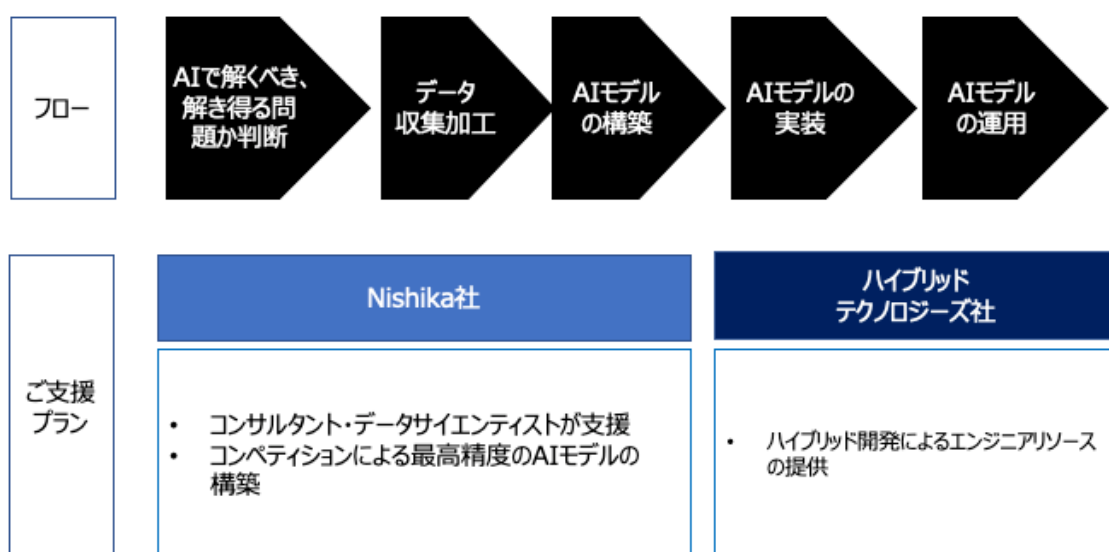 フロー
AIで解くべき、
解き得る問
題か判断
データ
収集加工
AIモデル
の構築
AIモデルの
実装
AIモデル
の運用
ご支援
プラン
Nishika社
• コンサルタント・データサイエンティストが支援
• コンペティションによる最高精度のAIモデルの
構築
ハイブリッド
テクノロジーズ社
• ハイブリッド開発によるエンジニアリソース
の提供